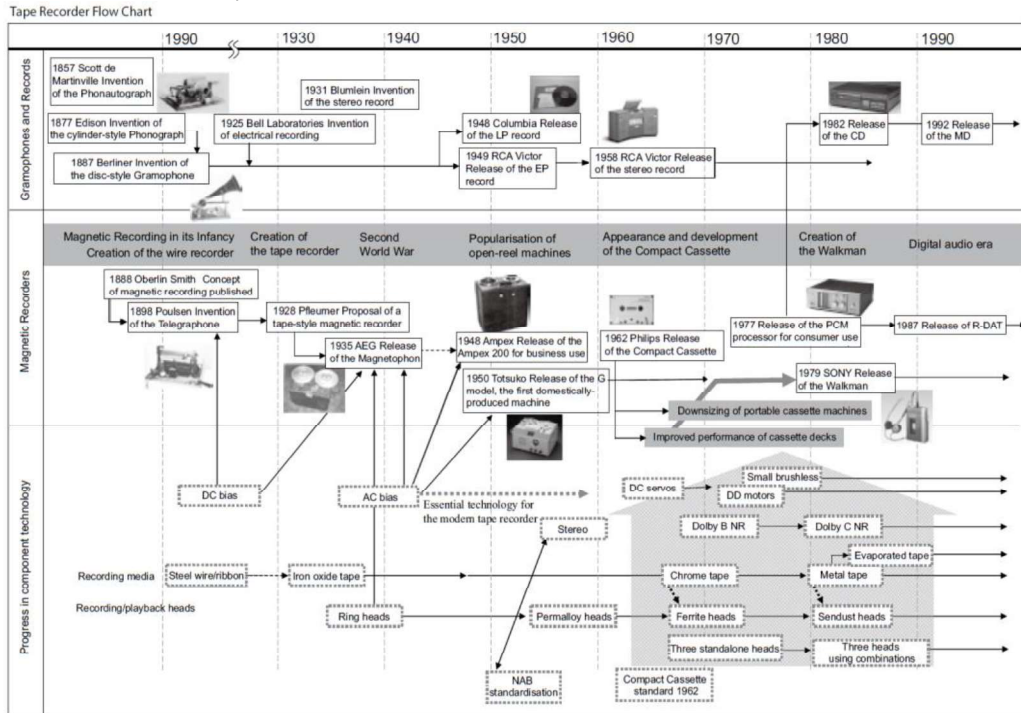 Tape Recorder Flow Chart
1990
1930
1940
1950
1960
1970
1980
1990
Gramophones and Records
1857 Scott de
Martinville Invention
of the Phonautograph
1877 Edison Invention of
the cylinder-style Phonograph
1887 Berliner Invention of
the disc-style Gramophone
1925 Bell Laboratories Invention
of electrical recording
1931 Blumlein Invention
of the stereo record
1948 Columbia Release
of the LP record
1949 RCA Victor
Release of the EP
record
1958 RCA Victor Release
of the stereo record
1982 Release
of the CD
1992 Release
of the MD
Magnetic Recorders
Magnetic Recording in its Infancy
Creation of the wire recorder
Creation of
the tape recorder
Second
World War
Popularisation of
open-reel machines
Appearance and development
of the Compact Cassette
Creation of
the Walkman
Digital audio era
1888 Oberlin Smith Concept
of magnetic recording published
1898 Poulsen Invention
of the Telegraphone
1928 Pfleumer Proposal of a
tape-style magnetic recorder
1935 AEG Release
of the Magnetophon
1948 Ampex Release of the
Ampex 200 for business use
1950 Totsuko Release of the G
model, the first domestically-
produced machine
1962 Philips Release
of the Compact Cassette
1977 Release of the PCM
processor for consumer use
1987 Release of R-DAT
1979 SONY Release
of the Walkman
Downsizing of portable cassette machines
Improved performance of cassette decks
Progress in component technology
DC bias
AC bias
Essential technology for
the modern tape recorder
Stereo
DC servos
Small brushless
DD motors
Dolby B NR
Dolby C NR
Evaporated tape
Recording media
Steel wire/ribbon
Iron oxide tape
Chrome tape
Metal tape
Recording/playback heads
Ring heads
Permalloy heads
Ferrite heads
Sendust heads
Three standalone heads
Three heads
using combinations
NAB
standardisation
Compact Cassette
standard 1962